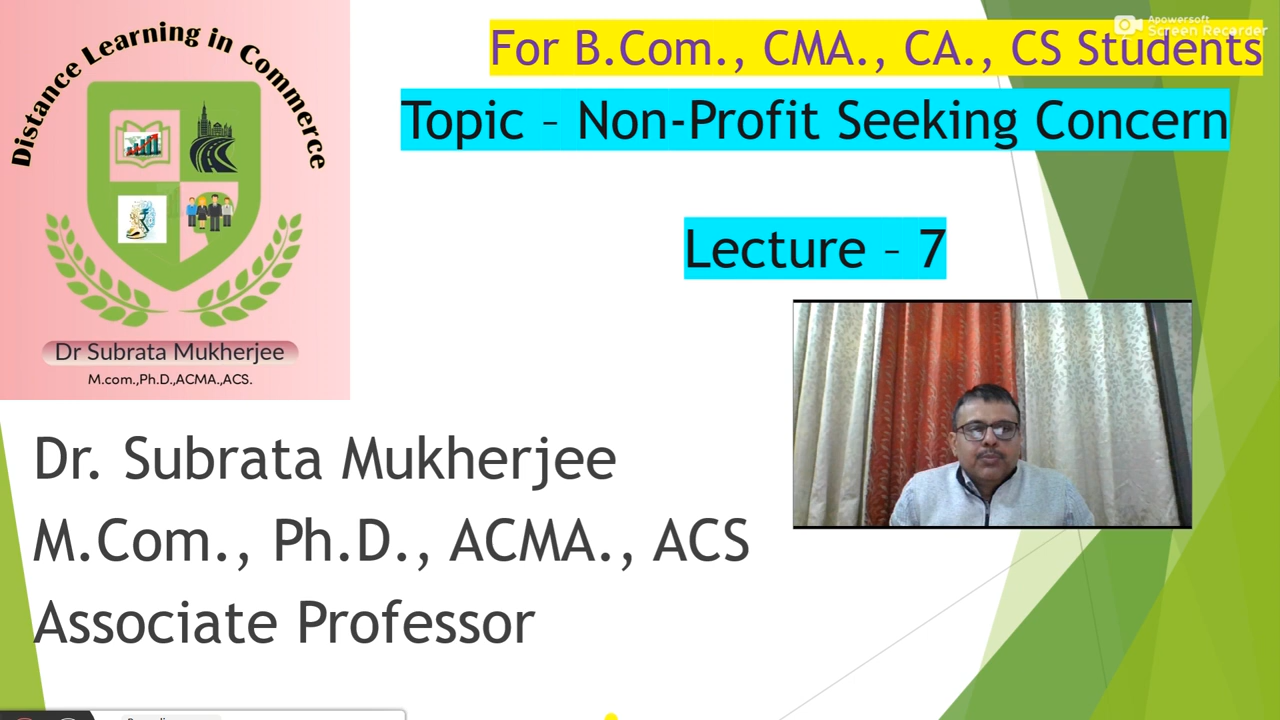 Distance Learning in Commerce
Dr Subrata Mukherjee
M.com.,Ph.D.,ACMA.,ACS.
Apowersoft
Screen Recorder
For B.Com., CMA., CA., CS Students
Topic – Non-Profit Seeking Concern
Lecture – 7
Dr. Subrata Mukherjee
M.Com., Ph.D., ACMA., ACS
Associate Professor